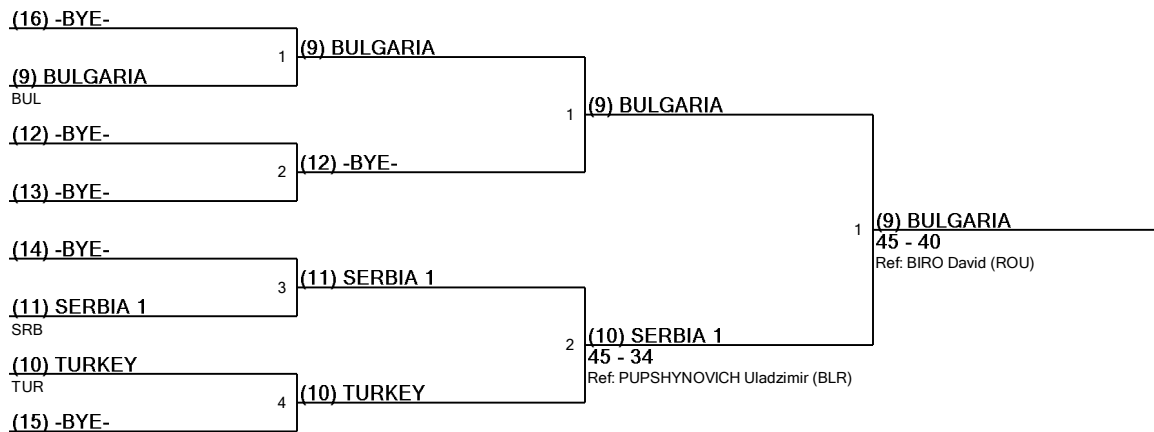 (16) -BYE-
1
(9) BULGARIA
(9) BULGARIA
BUL
1
(9) BULGARIA
(12) -BYE-
2
(12) -BYE-
(13) -BYE-
1
(9) BULGARIA
45 - 40
Ref: BIRO David (ROU)
(14) -BYE-
3
(11) SERBIA 1
(11) SERBIA 1
SRB
2
(10) SERBIA 1
45 - 34
Ref: PUPSHYNOVICH Uladzimir (BLR)
(10) TURKEY
TUR
4
(10) TURKEY
(15) -BYE-